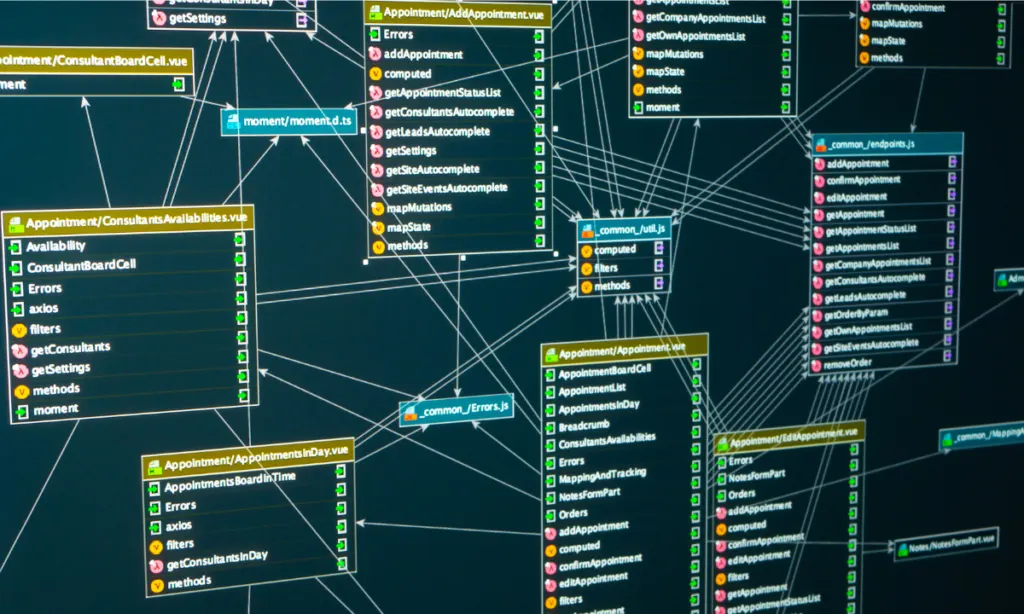 getSettings
ointment/ConsultantBoardCell.vue
ment
moment/moment.d.ts
Appointment/AddAppointment.vue
Errors
addAppointment
computed
getAppointmentStatusList
getConsultantsAutocomplete
getLeadsAutocomplete
getSettings
getSiteAutocomplete
getSiteEventsAutocomplete
mapMutations
mapState
methods
getCompanyAppointmentsList
getOwnAppointmentsList
mapMutations
mapState
methods
moment
confirmAppointment
mapMutations
mapState
methods
_common_/endpoints.js
addAppointment
confirmAppointment
editAppointment
getAppointment
getAppointmentStatusList
getAppointmentsList
getCompanyAppointmentsList
getConsultantsAutocomplete
getLeadsAutocomplete
getOrderByParam
getOwnAppointmentsList
getSiteEventsAutocomplete
removeOrder
Appointment/ConsultantsAvailabilities.vue
Availability
ConsultantBoardCell
Errors
axios
filters
getConsultants
getSettings
methods
moment
_common_/util.js
computed
filters
methods
_common_/Errors.js
Appointment/AppointmentsInDay.vue
AppointmentsBoardInTime
Errors
axios
filters
getConsultantsInDay
methods
Appointment/Appointment.vue
AppointmentBoardCell
AppointmentList
AppointmentsInDay
Breadcrumb
ConsultantsAvailabilities
Errors
MappingAndTracking
NotesFormPart
Orders
addAppointment
computed
confirmAppointment
editAppointment
filters
Appointment/EditAppointment.vue
Errors
NotesFormPart
Orders
addAppointment
computed
confirmAppointment
editAppointment
filters
getAppointment
getAppointmentStatusList
Adm
_common_/MappingA
Notes/NotesFormPart.vue